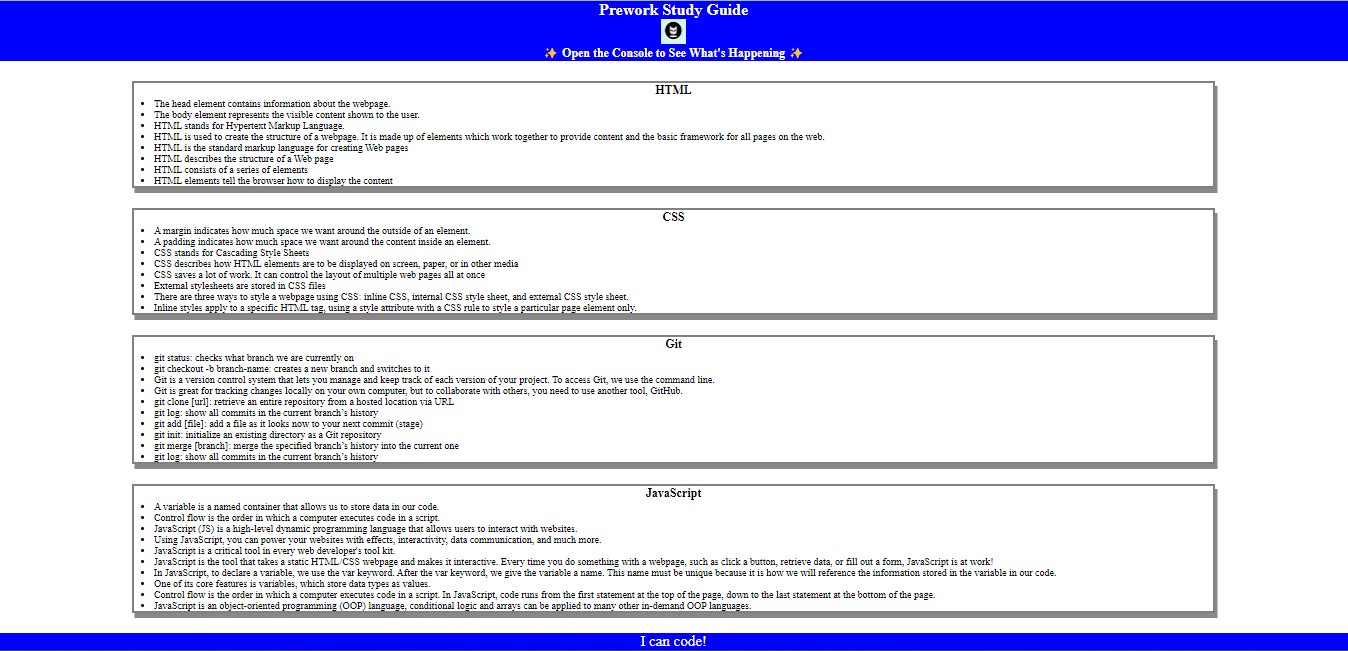 Prework Study Guide
✨ Open the Console to See What's Happening ✨
HTML
• The head element contains information about the webpage.
• The body element represents the visible content shown to the user.
• HTML stands for Hypertext Markup Language.
• HTML is used to create the structure of a webpage. It is made up of elements which work together to provide content and the basic framework for all pages on the web.
• HTML is the standard markup language for creating Web pages
• HTML describes the structure of a Web page
• HTML consists of a series of elements
• HTML elements tell the browser how to display the content
CSS
• A margin indicates how much space we want around the outside of an element.
• A padding indicates how much space we want around the content inside an element.
• CSS stands for Cascading Style Sheets
• CSS describes how HTML elements are to be displayed on screen, paper, or in other media
• CSS saves a lot of work. It can control the layout of multiple web pages all at once
• External stylesheets are stored in CSS files
• There are three ways to style a webpage using CSS: inline CSS, internal CSS style sheet, and external CSS style sheet.
• Inline styles apply to a specific HTML tag, using a style attribute with a CSS rule to style a particular page element only.
Git
• git status: checks what branch we are currently on
• git checkout -b branch-name: creates a new branch and switches to it
• Git is a version control system that lets you manage and keep track of each version of your project. To access Git, we use the command line.
• Git is great for tracking changes locally on your own computer, but to collaborate with others, you need to use another tool, GitHub.
• git clone [url]: retrieve an entire repository from a hosted location via URL
• git log: show all commits in the current branch’s history
• git add [file]: add a file as it looks now to your next commit (stage)
• git init: initialize an existing directory as a Git repository
• git merge [branch]: merge the specified branch’s history into the current one
• git log: show all commits in the current branch’s history
JavaScript
• A variable is a named container that allows us to store data in our code.
• Control flow is the order in which a computer executes code in a script.
• JavaScript (JS) is a high-level dynamic programming language that allows users to interact with websites.
• Using JavaScript, you can power your websites with effects, interactivity, data communication, and much more.
• JavaScript is a critical tool in every web developer's tool kit.
• JavaScript is the tool that takes a static HTML/CSS webpage and makes it interactive. Every time you do something with a webpage, such as click a button, retrieve data, or fill out a form, JavaScript is at work!
• In JavaScript, to declare a variable, we use the var keyword. After the var keyword, we give the variable a name. This name must be unique because it is how we will reference the information stored in the variable in our code.
• One of its core features is variables, which store data types as values.
• Control flow is the order in which a computer executes code in a script. In JavaScript, code runs from the first statement at the top of the page, down to the last statement at the bottom of the page.
• JavaScript is an object-oriented programming (OOP) language, conditional logic and arrays can be applied to many other in-demand OOP languages.
I can code!